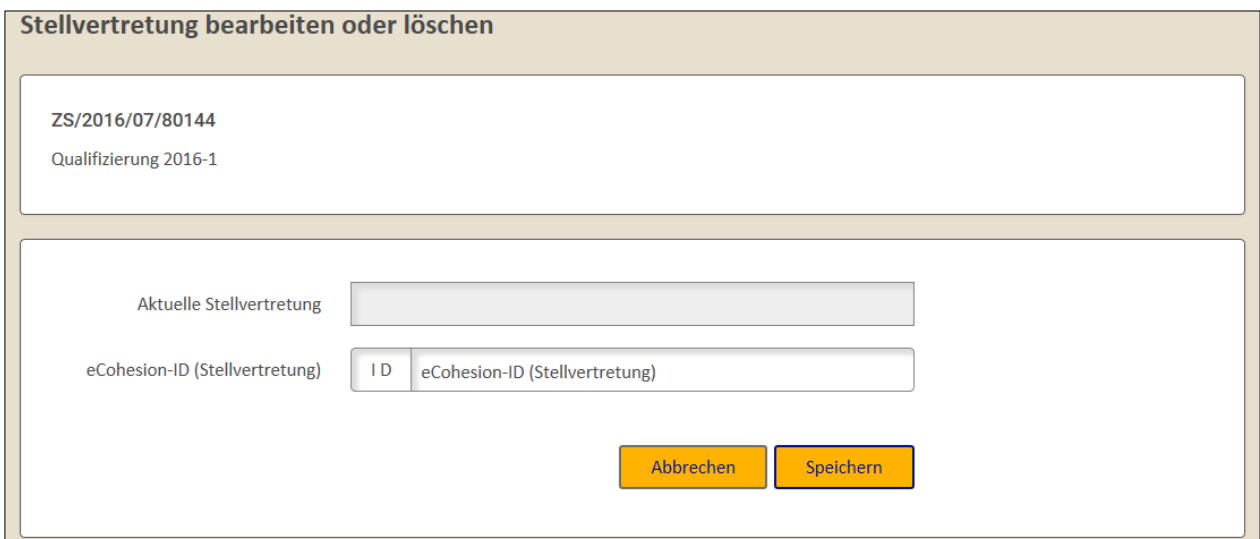 Stellvertretung bearbeiten oder löschen
ZS/2016/07/80144
Qualifizierung 2016-1
Aktuelle Stellvertretung
eCohesion-ID (Stellvertretung) I D eCohesion-ID (Stellvertretung)
Abbrechen Speichern